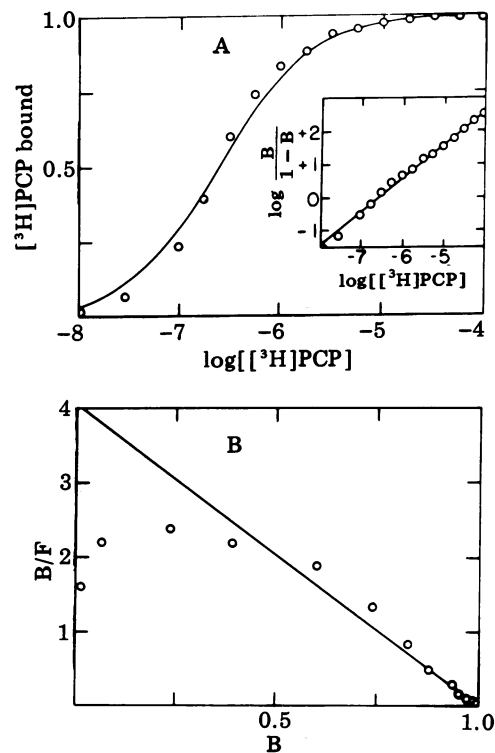 1.0
A
[³H]PCP bound
0.5
log B/1 − B
+2
+1
0
-1
-7 -6 -5
log[[³H]PCP]
-8 -7 -6 -5 -4
log[[³H]PCP]
4
B
3
B/F
2
1
0.5 1.0
B